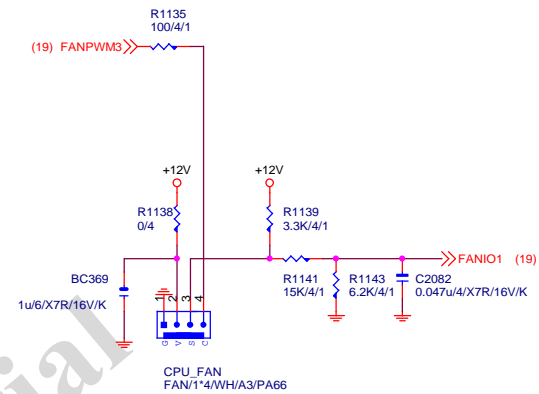 R1135
100/4/1
(19) FANPWM3
+12V
+12V
R1138
0/4
R1139
3.3K/4/1
FANIO1 (19)
BC369
1u/6/X7R/16V/K
R1141
15K/4/1
R1143
6.2K/4/1
C2082
0.047u/4/X7R/16V/K
1 2 3 4
G V S C
CPU_FAN
FAN/1*4/WH/A3/PA66
ial